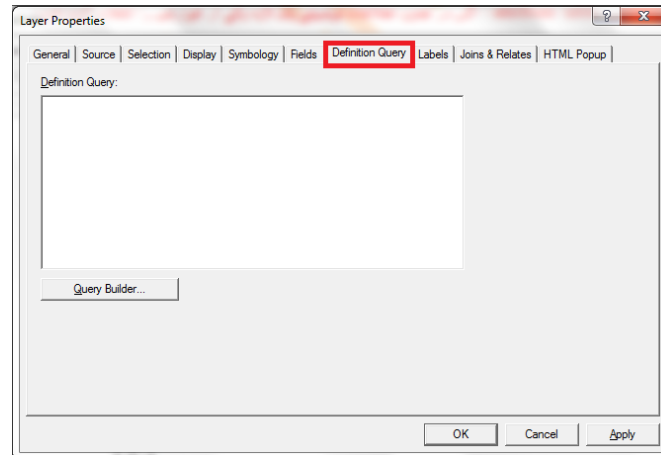 Layer Properties
General Source Selection Display Symbology Fields Definition Query Labels Joins & Relates HTML Popup
Definition Query:
Query Builder...
OK Cancel Apply